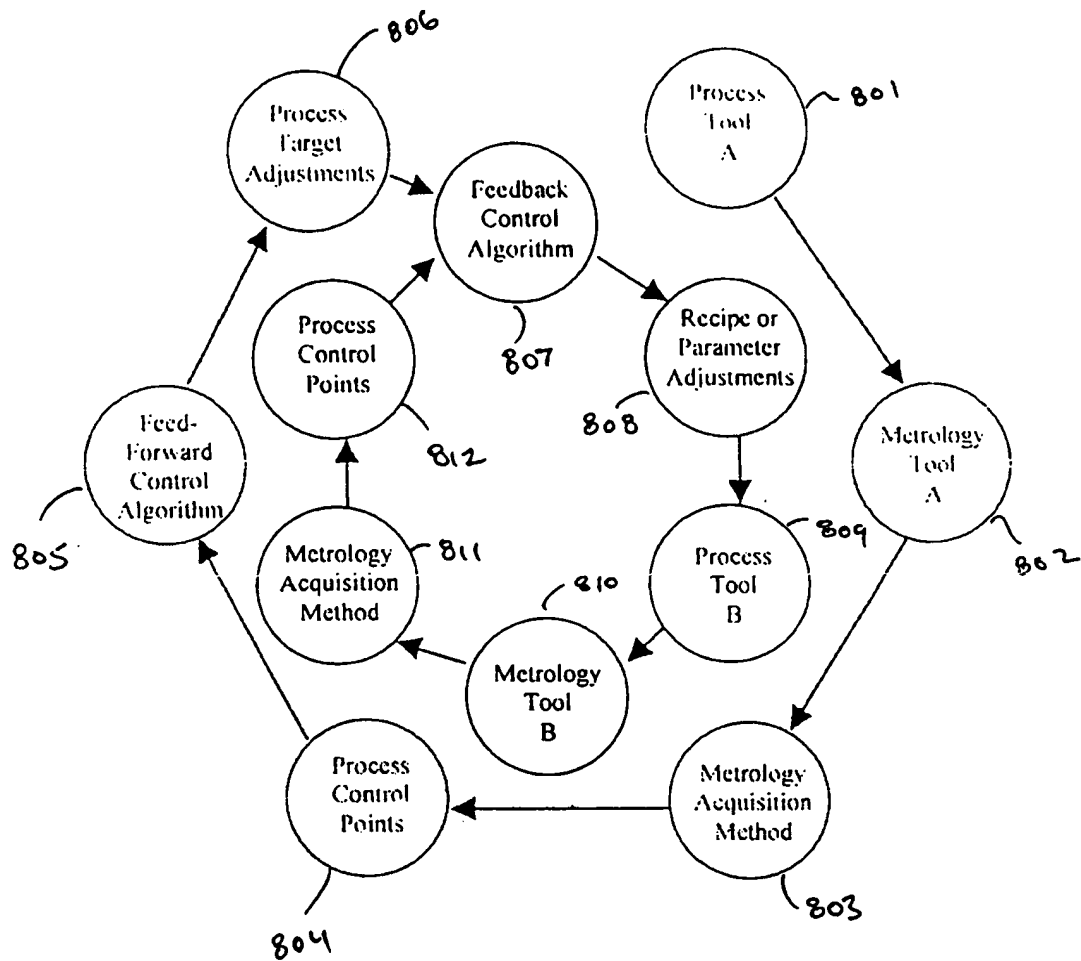 806
Process
Target
Adjustments
Process
Tool
A
801
Feedback
Control
Algorithm
807
Process
Control
Points
812
Recipe or
Parameter
Adjustments
808
Feed-
Forward
Control
Algorithm
805
Metrology
Tool
A
802
Metrology
Acquisition
Method
811
Process
Tool
B
809
Metrology
Tool
B
810
Process
Control
Points
804
Metrology
Acquisition
Method
803